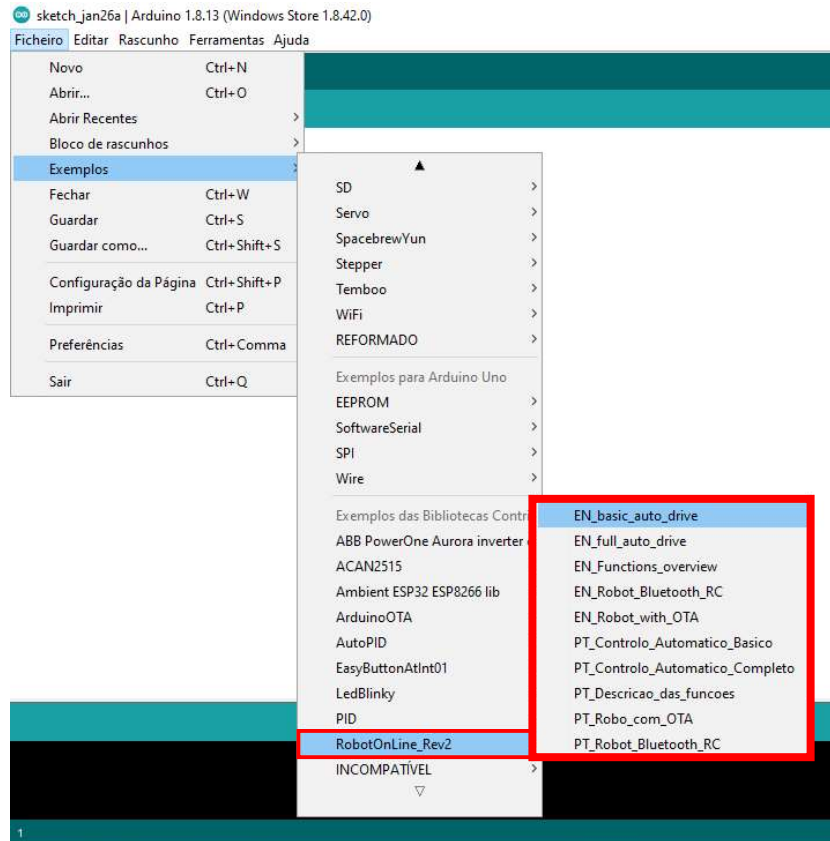 sketch_jan26a | Arduino 1.8.13 (Windows Store 1.8.42.0)
Ficheiro Editar Rascunho Ferramentas Ajuda
Novo Ctrl+N
Abrir... Ctrl+O
Abrir Recentes
Bloco de rascunhos
Exemplos
Fechar Ctrl+W
Guardar Ctrl+S
Guardar como... Ctrl+Shift+S
Configuração da Página Ctrl+Shift+P
Imprimir Ctrl+P
Preferências Ctrl+Comma
Sair Ctrl+Q
SD
Servo
SpacebrewYun
Stepper
Temboo
WiFi
REFORMADO
Exemplos para Arduino Uno
EEPROM
SoftwareSerial
SPI
Wire
Exemplos das Bibliotecas Contri
ABB PowerOne Aurora inverter
ACAN2515
Ambient ESP32 ESP8266 lib
ArduinoOTA
AutoPID
EasyButtonAtInt01
LedBlinky
PID
RobotOnLine_Rev2
INCOMPATÍVEL
EN_basic_auto_drive
EN_full_auto_drive
EN_Functions_overview
EN_Robot_Bluetooth_RC
EN_Robot_with_OTA
PT_Controlo_Automatico_Basico
PT_Controlo_Automatico_Completo
PT_Descricao_das_funcoes
PT_Robo_com_OTA
PT_Robot_Bluetooth_RC
1